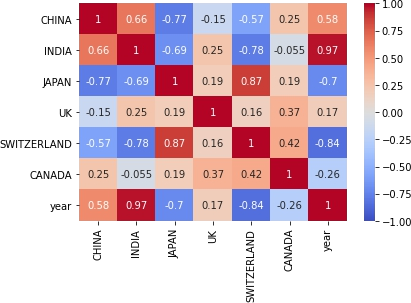 CHINA 1 0.66 -0.77 -0.15 -0.57 0.25 0.58
INDIA 0.66 1 -0.69 0.25 -0.78 -0.055 0.97
JAPAN -0.77 -0.69 1 0.19 0.87 0.19 -0.7
UK -0.15 0.25 0.19 1 0.16 0.37 0.17
SWITZERLAND -0.57 -0.78 0.87 0.16 1 0.42 -0.84
CANADA 0.25 -0.055 0.19 0.37 0.42 1 -0.26
year 0.58 0.97 -0.7 0.17 -0.84 -0.26 1
CHINA INDIA JAPAN UK SWITZERLAND CANADA year
1.00
0.75
0.50
0.25
0.00
−0.25
−0.50
−0.75
−1.00